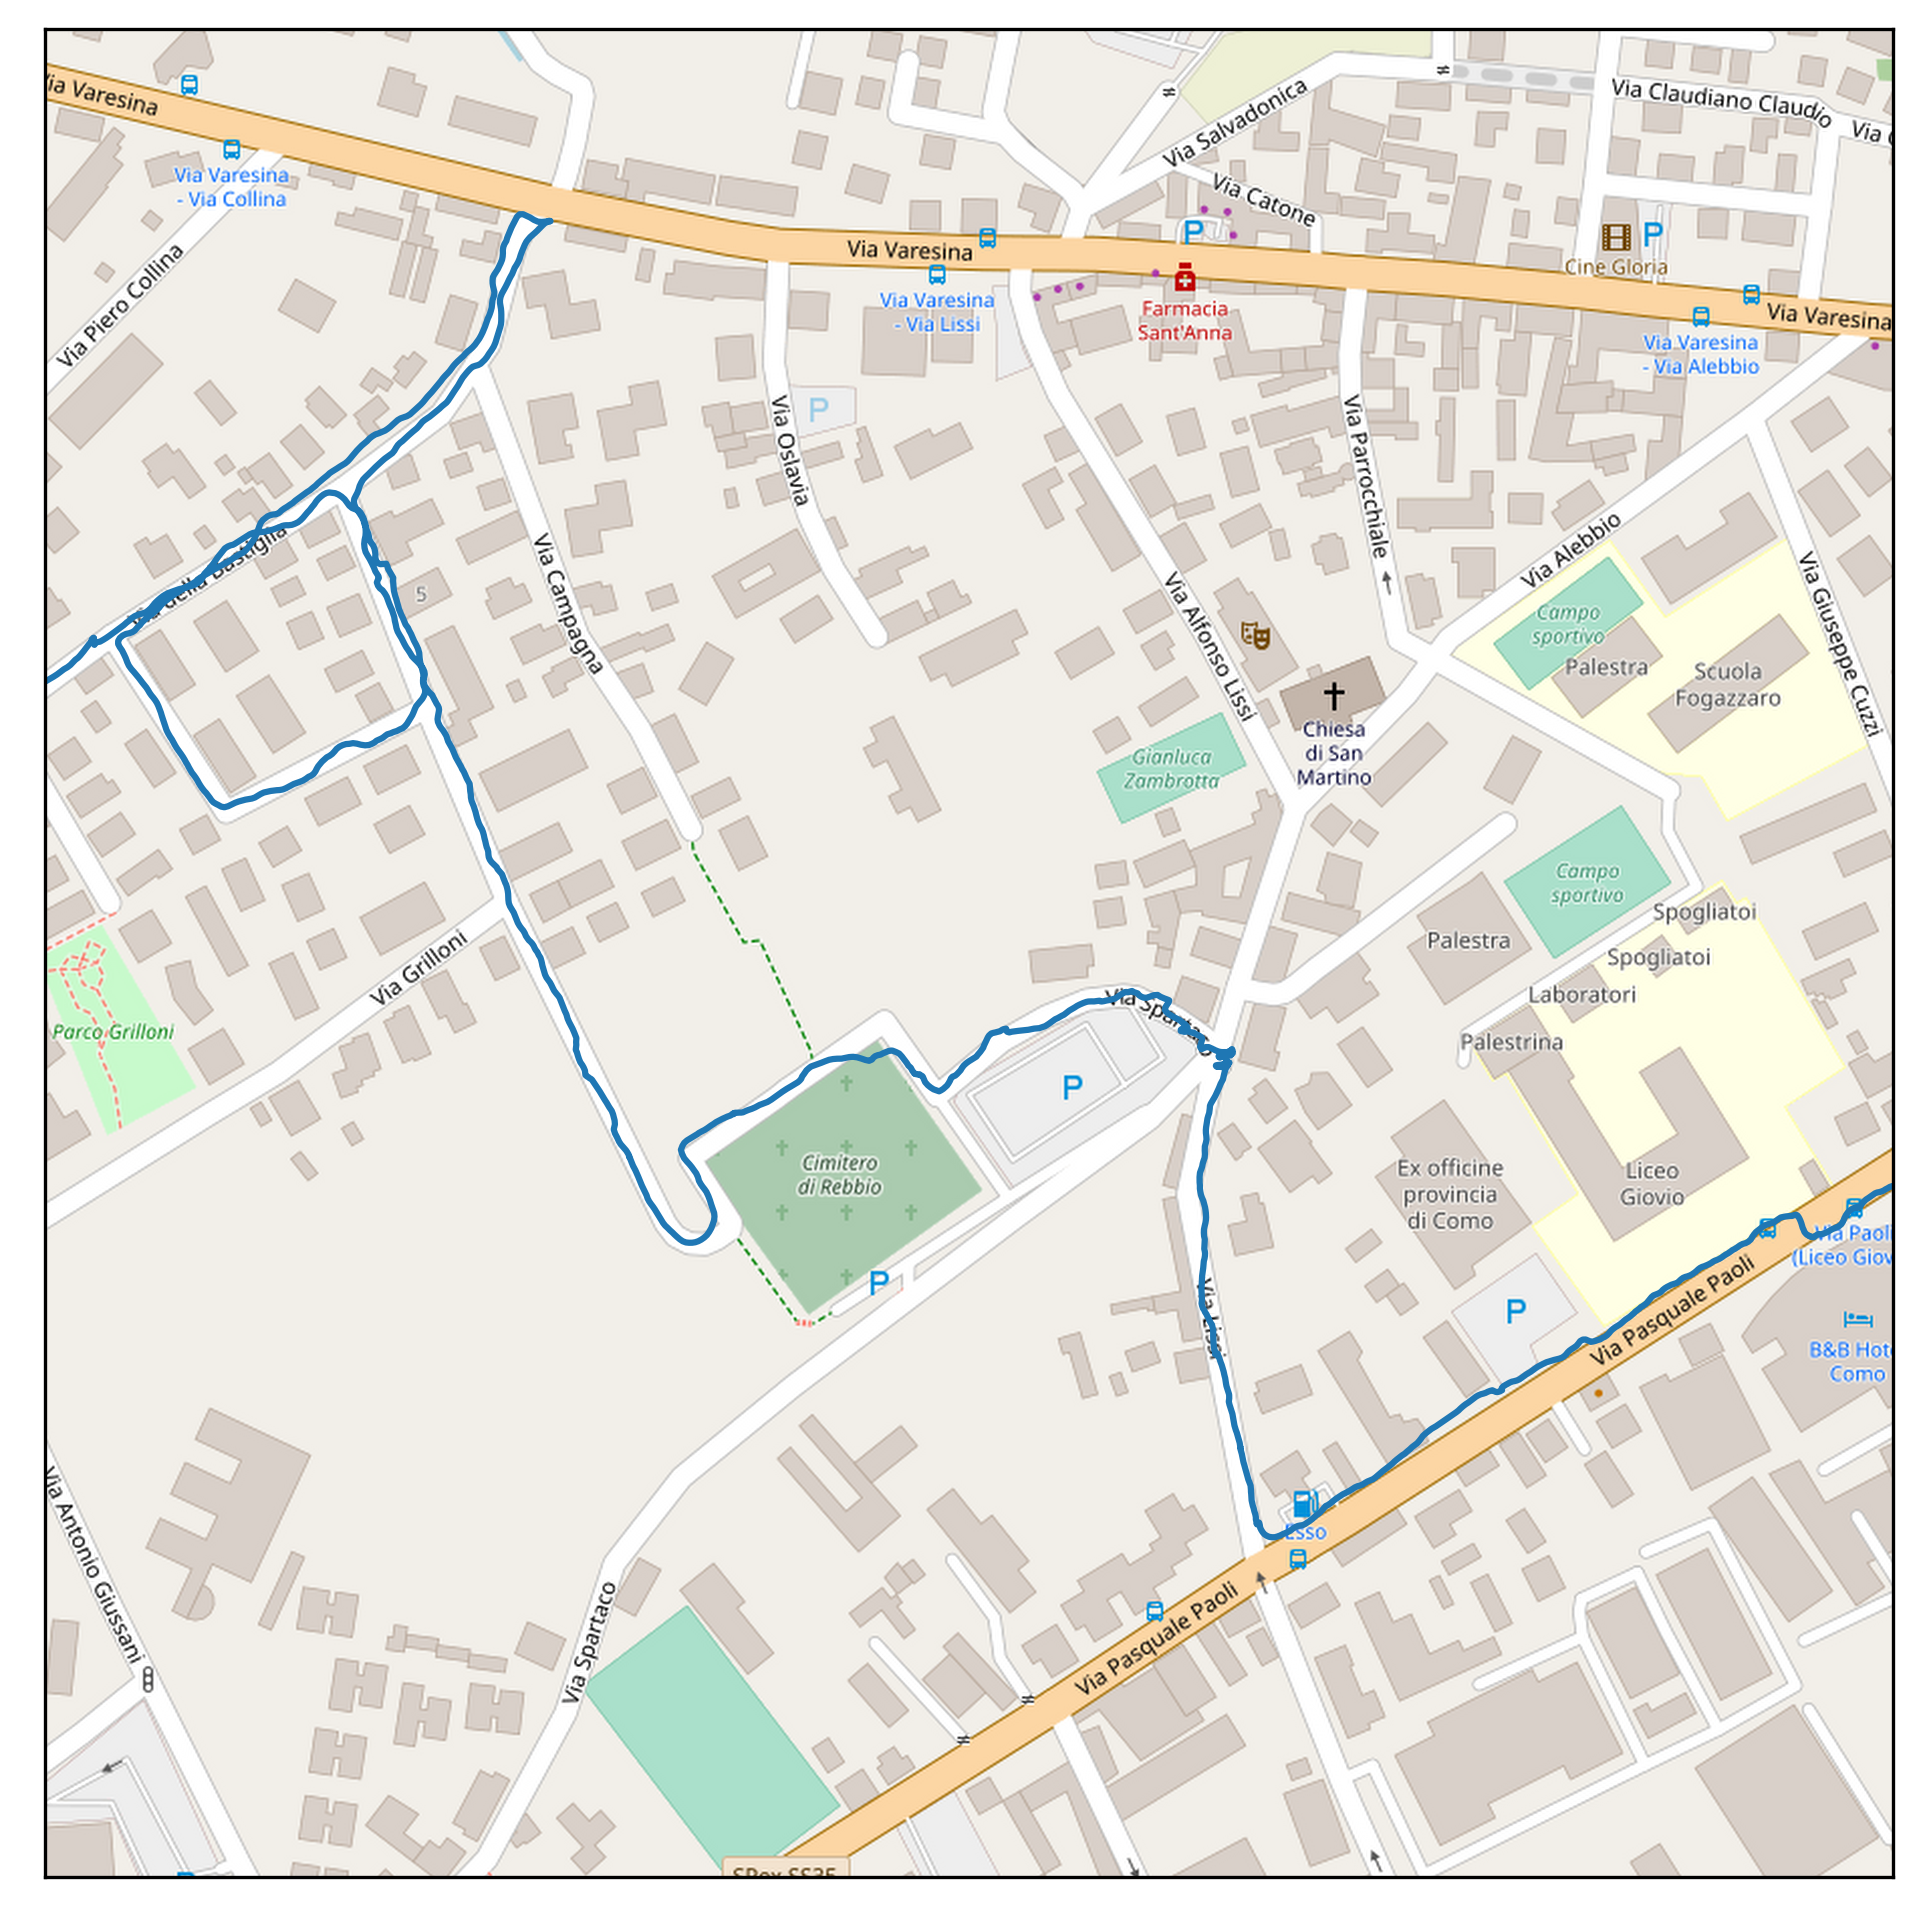 Via Varesina
Via Claudiano Claudio
Via Salvadonica
Via Varesina
- Via Collina
Via Catone
P
P
Via Varesina
Cine Gloria
Via Piero Collina
Via Varesina
- Via Lissi
Farmacia
Sant'Anna
Via Varesina
Via Varesina
- Via Alebbio
P
Via Oslavia
Via Parrocchiale
Via Alebbio
Via della Bastiglia
Via Campagna
5
Via Alfonso Lissi
Campo
sportivo
Palestra
Scuola
Fogazzaro
Via Giuseppe Cuzzi
Chiesa
di San
Martino
Gianluca
Zambrotta
Campo
sportivo
Spogliatoi
Palestra
Spogliatoi
Via Grilloni
Laboratori
Via Spartaco
Parco Grilloni
Palestrina
P
Cimitero
di Rebbio
Ex officine
provincia
di Como
Liceo
Giovio
Via Paoli
(Liceo Giov
P
P
Via Lissi
Via Pasquale Paoli
B&B Hot
Como
Esso
Via Antonio Giussani
Via Spartaco
Via Pasquale Paoli
SPex SS35